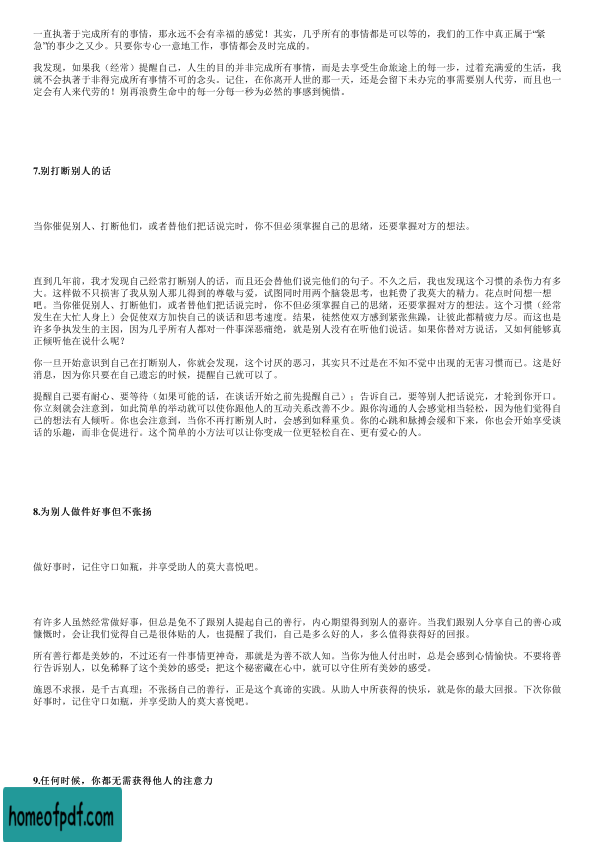 一直执著于完成所有的事情，那永远不会有幸福的感觉！其实，几乎所有的事情都是可以等的，我们的工作中真正属于“紧
急”的事少之又少。只要你专心一意地工作，事情都会及时完成的。
我发现，如果我（经常）提醒自己，人生的目的并非完成所有事情，而是去享受生命旅途上的每一步，过着充满爱的生活，我
就不会执著于非得完成所有事情不可的念头。记住，在你离开人世的那一天，还是会留下未办完的事需要别人代劳，而且也一
定会有人来代劳的！别再浪费生命中的每一分每一秒为必然的事感到惋惜。
7.别打断别人的话
当你催促别人、打断他们，或者替他们把话说完时，你不但必须掌握自己的思绪，还要掌握对方的想法。
直到几年前，我才发现自己经常打断别人的话，而且还会替他们说完他们的句子。不久之后，我也发现这个习惯的杀伤力有多
大。这样做不只损害了我从别人那儿得到的尊敬与爱，试图同时用两个脑袋思考，也耗费了我莫大的精力。花点时间想一想
吧。当你催促别人、打断他们，或者替他们把话说完时，你不但必须掌握自己的思绪，还要掌握对方的想法。这个习惯（经常
发生在大忙人身上）会促使双方加快自己的谈话和思考速度。结果，徒然使双方感到紧张焦躁，让彼此都精疲力尽。而这也是
许多争执发生的主因，因为几乎所有人都对一件事深恶痛绝，就是别人没有在听他们说话。如果你替对方说话，又如何能够真
正倾听他在说什么呢？
你一旦开始意识到自己在打断别人，你就会发现，这个讨厌的恶习，其实只不过是在不知不觉中出现的无害习惯而已。这是好
消息，因为你只要在自己遗忘的时候，提醒自己就可以了。
提醒自己要有耐心、要等待（如果可能的话，在谈话开始之前先提醒自己）；告诉自己，要等别人把话说完，才轮到你开口。
你立刻就会注意到，如此简单的举动就可以使你跟他人的互动关系改善不少。跟你沟通的人会感觉相当轻松，因为他们觉得自
己的想法有人倾听。你也会注意到，当你不再打断别人时，会感到如释重负。你的心跳和脉搏会缓和下来，你也会开始享受谈
话的乐趣，而非仓促进行。这个简单的小方法可以让你变成一位更轻松自在、更有爱心的人。
8.为别人做件好事但不张扬
做好事时，记住守口如瓶，并享受助人的莫大喜悦吧。
有许多人虽然经常做好事，但总是免不了跟别人提起自己的善行，内心期望得到别人的嘉许。当我们跟别人分享自己的善心或
慷慨时，会让我们觉得自己是很体贴的人，也提醒了我们，自己是多么好的人，多么值得获得好的回报。
所有善行都是美妙的，不过还有一件事情更神奇，那就是为善不欲人知。当你为他人付出时，总是会感到心情愉快。不要将善
行告诉别人，以免稀释了这个美妙的感受；把这个秘密藏在心中，就可以守住所有美妙的感受。
施恩不求报，是千古真理；不张扬自己的善行，正是这个真谛的实践。从助人中所获得的快乐，就是你的最大回报。下次你做
好事时，记住守口如瓶，并享受助人的莫大喜悦吧。
9.任何时候，你都无需获得他人的注意力
homeofpdf.com